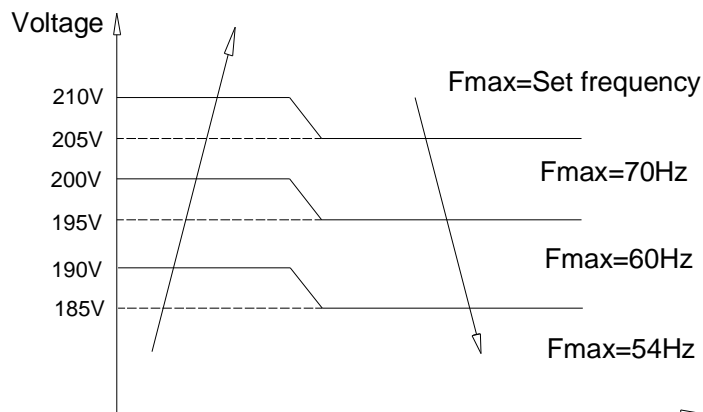 Voltage
Fmax=Set frequency
210V
205V
Fmax=70Hz
200V
195V
Fmax=60Hz
190V
185V
Fmax=54Hz